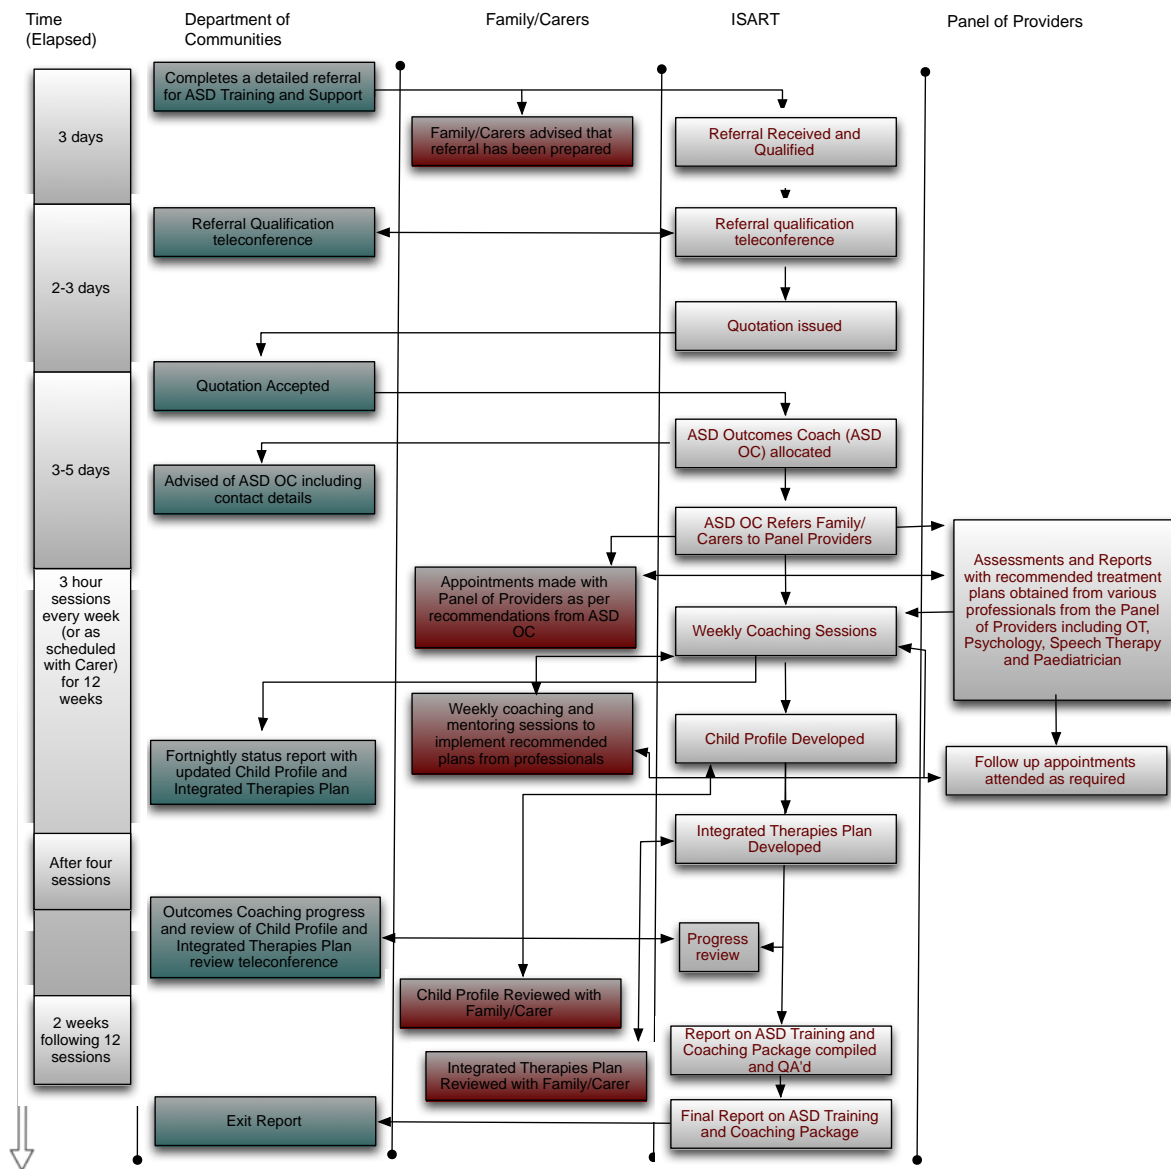 Time
(Elapsed)
Department of
Communities
Family/Carers
ISART
Panel of Providers
3 days
Completes a detailed referral
for ASD Training and Support
Family/Carers advised that
referral has been prepared
Referral Received and
Qualified
2-3 days
Referral Qualification
teleconference
Referral qualification
teleconference
Quotation issued
3-5 days
Quotation Accepted
ASD Outcomes Coach (ASD
OC) allocated
Advised of ASD OC including
contact details
ASD OC Refers Family/
Carers to Panel Providers
3 hour
sessions
every week
(or as
scheduled
with Carer)
for 12
weeks
Appointments made with
Panel of Providers as per
recommendations from ASD
OC
Assessments and Reports
with recommended treatment
plans obtained from various
professionals from the Panel
of Providers including OT,
Psychology, Speech Therapy
and Paediatrician
Weekly Coaching Sessions
Weekly coaching and
mentoring sessions to
implement recommended
plans from professionals
Child Profile Developed
Fortnightly status report with
updated Child Profile and
Integrated Therapies Plan
Follow up appointments
attended as required
Integrated Therapies Plan
Developed
After four
sessions
Outcomes Coaching progress
and review of Child Profile and
Integrated Therapies Plan
review teleconference
Progress
review
Child Profile Reviewed with
Family/Carer
2 weeks
following 12
sessions
Report on ASD Training and
Coaching Package compiled
and QA'd
Integrated Therapies Plan
Reviewed with Family/Carer
Exit Report
Final Report on ASD Training
and Coaching Package